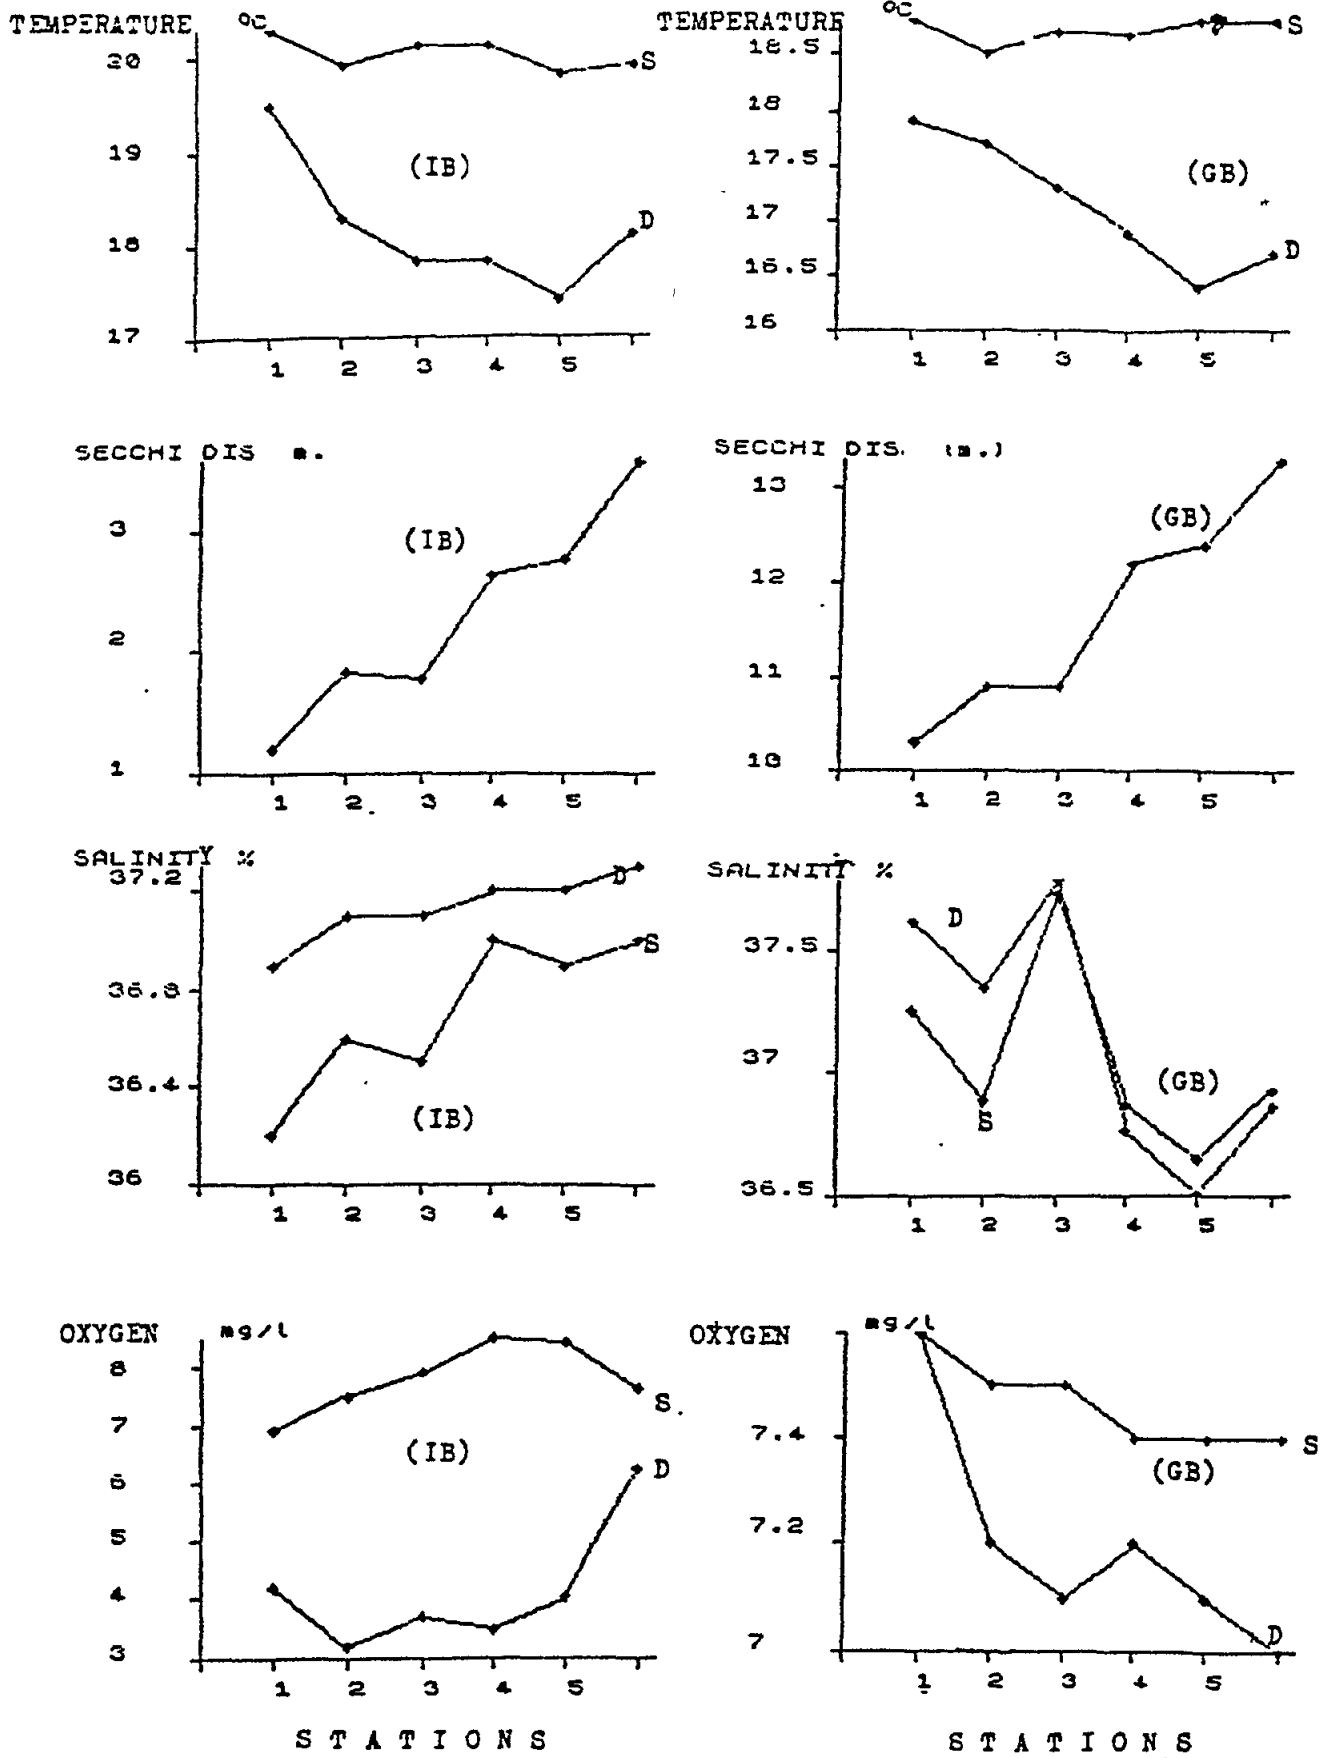 TEMPERATURE °C
20
19
18
17
(IB)
S
D
1 2 3 4 5
TEMPERATURE °C
18.5
18
17.5
17
16.5
16
(GB)
S
D
1 2 3 4 5
SECCHI DIS m.
3
2
1
(IB)
1 2 3 4 5
SECCHI DIS. (m.)
13
12
11
10
(GB)
1 2 3 4 5
SALINITY %
37.2
36.8
36.4
36
D
S
(IB)
1 2 3 4 5
SALINITY %
37.5
37
36.5
D
S
(GB)
1 2 3 4 5
OXYGEN mg/l
8
7
6
5
4
3
S
(IB)
D
1 2 3 4 5
STATIONS
OXYGEN mg/l
7.4
7.2
7
S
(GB)
D
1 2 3 4 5
STATIONS